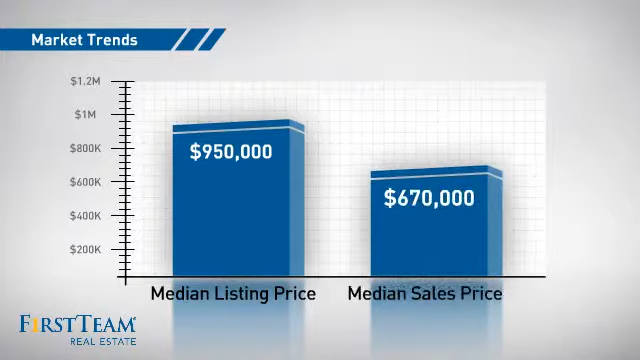 Market Trends
$1.2M
$1M
$800K
$600K
$400K
$200K
$950,000
$670,000
Median Listing Price
Median Sales Price
FIRSTTEAM®
REAL ESTATE